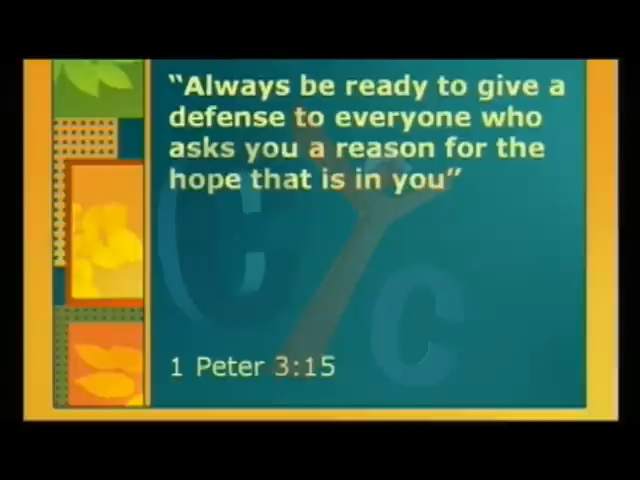 “Always be ready to give a
defense to everyone who
asks you a reason for the
hope that is in you”
CYC
1 Peter 3:15